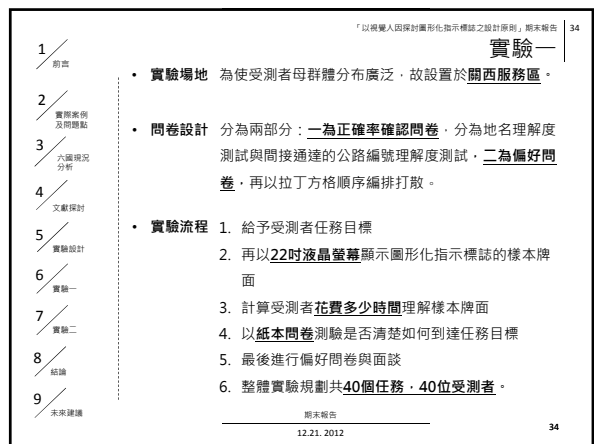 「以視覺人因探討圖形化指示標誌之設計原則」期末報告
34
實驗一
1
前言
2
實際案例
及問題點
3
六國現況
分析
4
文獻探討
5
實驗設計
6
實驗一
7
實驗二
8
結論
9
未來建議
• 實驗場地 為使受測者母群體分布廣泛，故設置於關西服務區。
• 問卷設計 分為兩部分：一為正確率確認問卷，分為地名理解度
測試與間接通達的公路編號理解度測試，二為偏好問
卷，再以拉丁方格順序編排打散。
• 實驗流程 1. 給予受測者任務目標
2. 再以22吋液晶螢幕顯示圖形化指示標誌的樣本牌
面
3. 計算受測者花費多少時間理解樣本牌面
4. 以紙本問卷測驗是否清楚如何到達任務目標
5. 最後進行偏好問卷與面談
6. 整體實驗規劃共40個任務，40位受測者。
期末報告
12.21. 2012
34